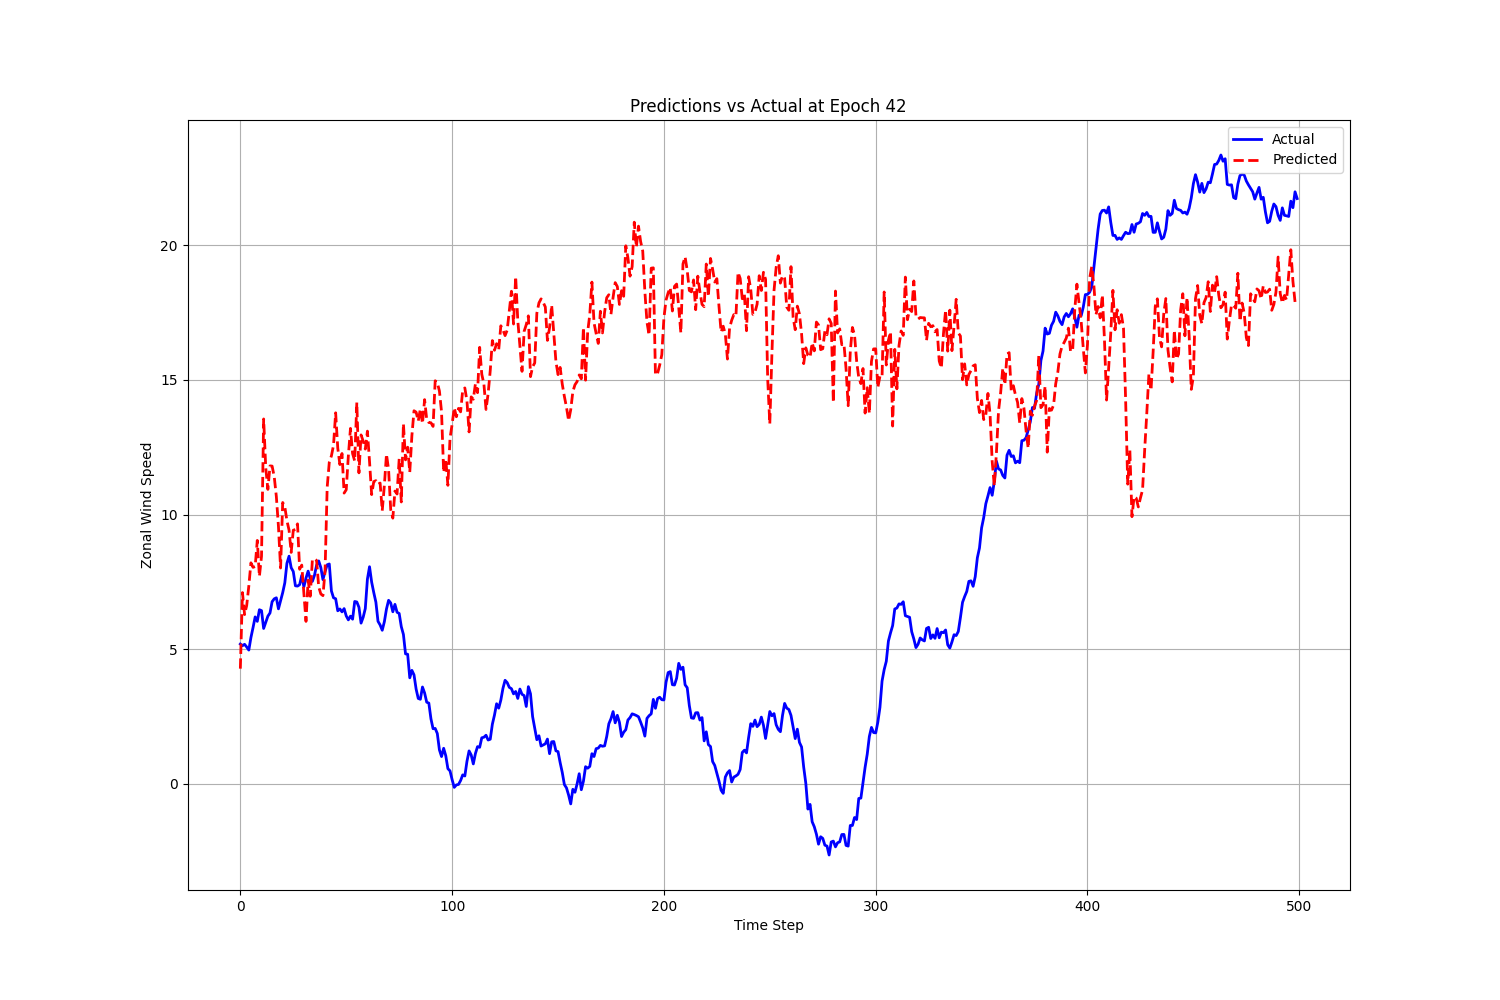 Predictions vs Actual at Epoch 42
Actual
Predicted
Zonal Wind Speed
20
15
10
5
0
0 100 200 300 400 500
Time Step